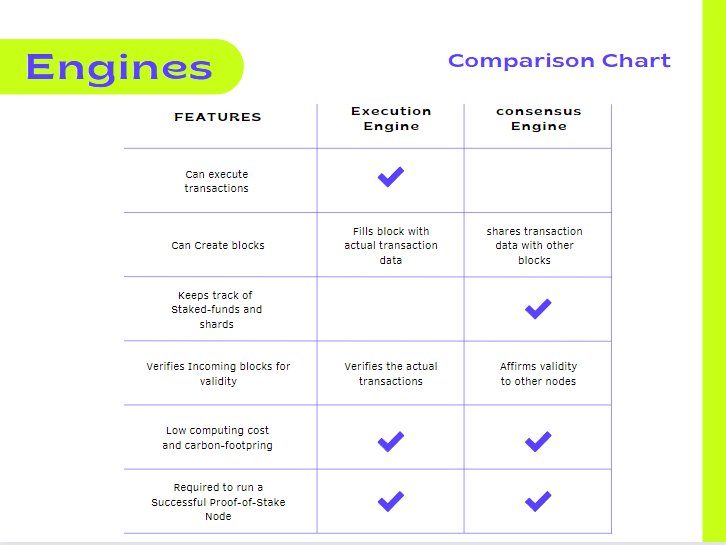 Engines
Comparison Chart
FEATURES
Execution
Engine
consensus
Engine
Can execute
transactions
Can Create blocks
Fills block with
actual transaction
data
shares transaction
data with other
blocks
Keeps track of
Staked-funds and
shards
Verifies Incoming blocks for
validity
Verifies the actual
transactions
Affirms validity
to other nodes
Low computing cost
and carbon-footpring
Required to run a
Successful Proof-of-Stake
Node